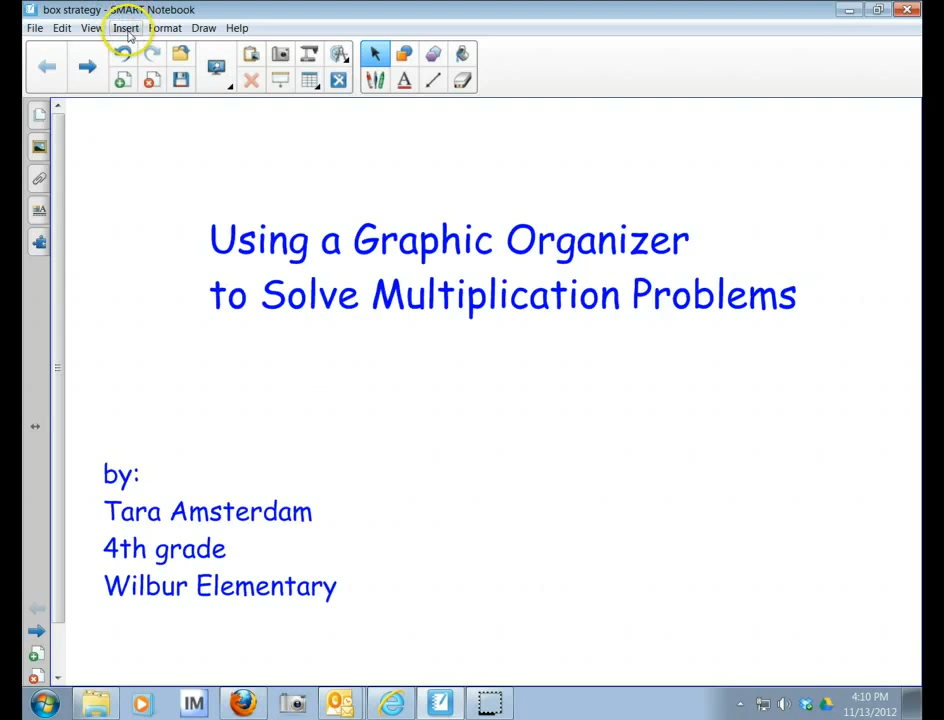 box strategy - SMART Notebook
File Edit View Insert Format Draw Help
Using a Graphic Organizer
to Solve Multiplication Problems
by:
Tara Amsterdam
4th grade
Wilbur Elementary
IM
4:10 PM
11/13/2012